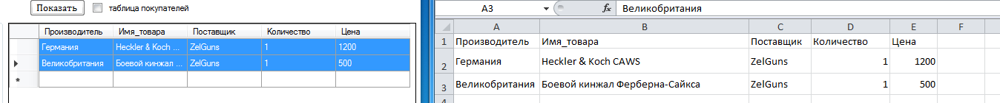 Показать таблица покупателей
Производитель Имя_товара Поставщик Количество Цена
Германия Heckler & Koch ... ZelGuns 1 1200
Великобритания Боевой кинжал ... ZelGuns 1 500
*
A3 fx Великобритания
A B C D E F
1 Производитель Имя_товара Поставщик Количество Цена
2 Германия Heckler & Koch CAWS ZelGuns 1 1200
3 Великобритания Боевой кинжал Ферберна-Сайкса ZelGuns 1 500
4